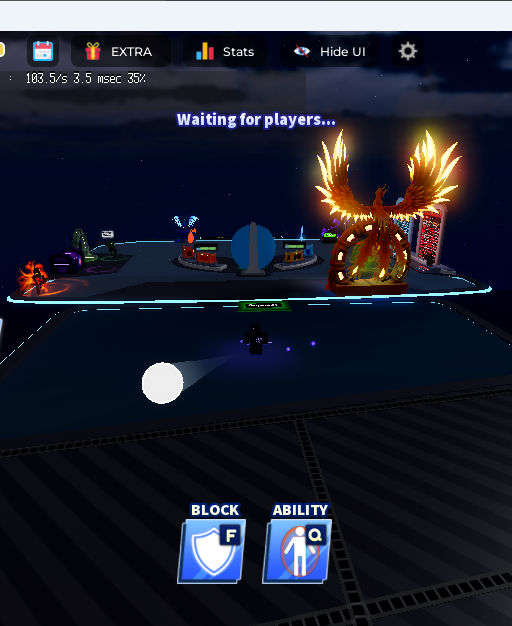 EXTRA
Stats
Hide UI
: 103.5/s 3.5 msec 35%
Waiting for players...
BLOCK
ABILITY
F
Q